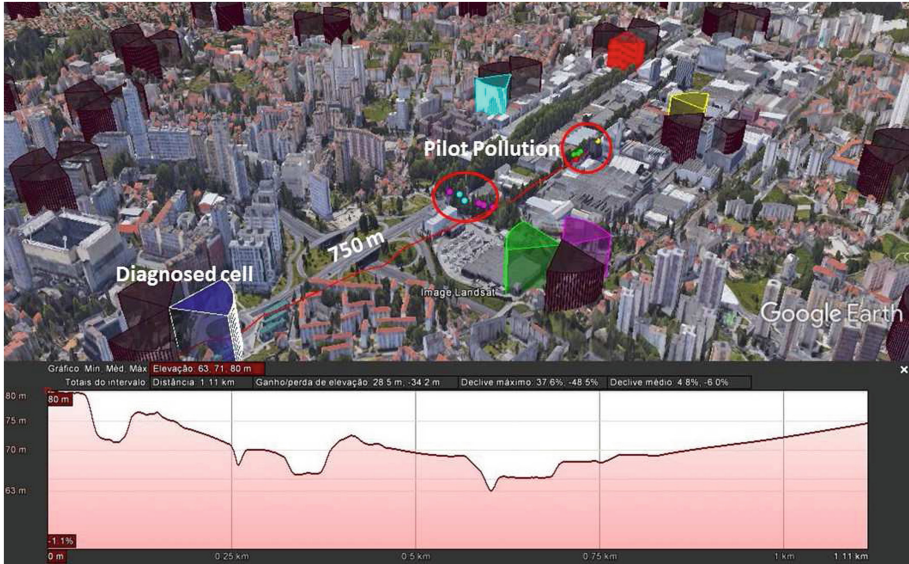 Pilot Pollution
750 m
Diagnosed cell
Image Landsat
Google Earth
Gráfico Min, Méd, Máx Elevação 63, 71, 80 m
Totais do intervalo Distância 1.11 km Ganho/perda de elevação 28.5 m, -34.2 m Declive máximo 37.6%, -48.5% Declive médio 4.8%, -6.0%
80 m
80 m
75 m
70 m
63 m
-1.1%
0 m 0.25 km 0.5 km 0.75 km 1 km 1.11 km